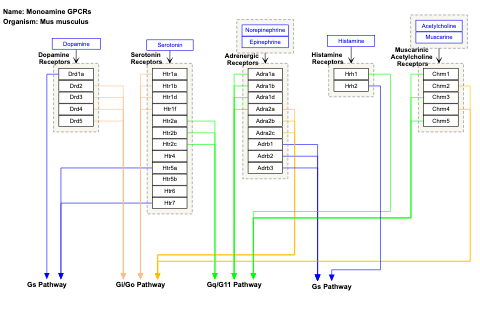 Name: Monoamine GPCRs
Organism: Mus musculus
Dopamine
Serotonin
Norepinephrine
Epinephrine
Histamine
Acetylcholine
Muscarine
Dopamine
Receptors
Serotonin
Receptors
Adrenergic
Receptors
Histamine
Receptors
Muscarinic
Acetylcholine
Receptors
Drd1a
Drd2
Drd3
Drd4
Drd5
Htr1a
Htr1b
Htr1d
Htr1f
Htr2a
Htr2b
Htr2c
Htr4
Htr5a
Htr5b
Htr6
Htr7
Adra1a
Adra1b
Adra1d
Adra2a
Adra2b
Adra2c
Adrb1
Adrb2
Adrb3
Hrh1
Hrh2
Chrm1
Chrm2
Chrm3
Chrm4
Chrm5
Gs Pathway
Gi/Go Pathway
Gq/G11 Pathway
Gs Pathway